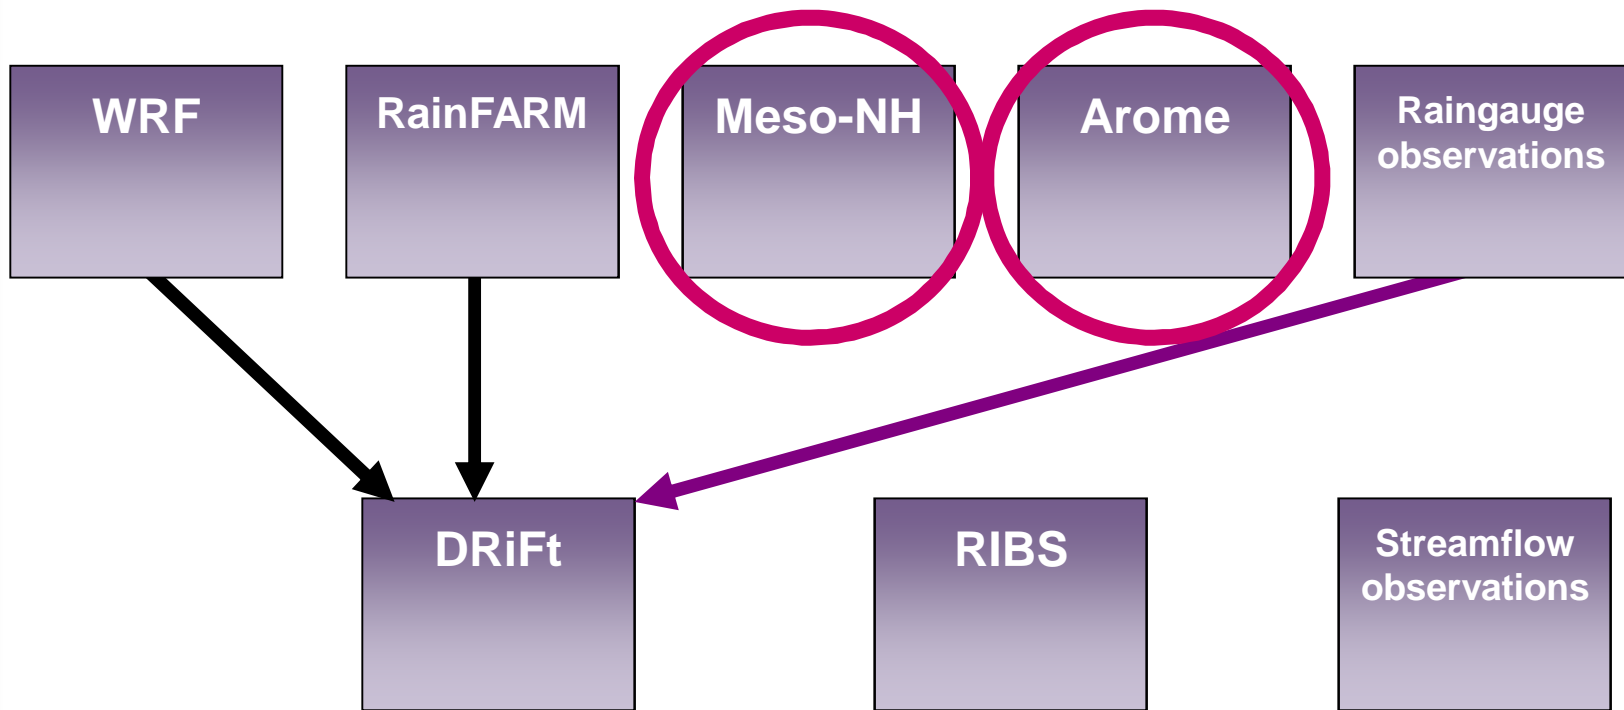 WRF
RainFARM
Meso-NH
Arome
Raingauge
observations
DRiFt
RIBS
Streamflow
observations